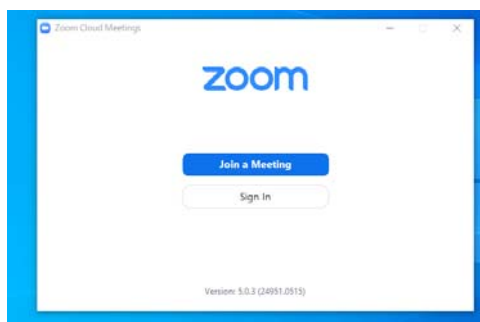 Zoom Cloud Meetings
zoom
Join a Meeting
Sign In
Version: 5.0.3 (24951.0515)